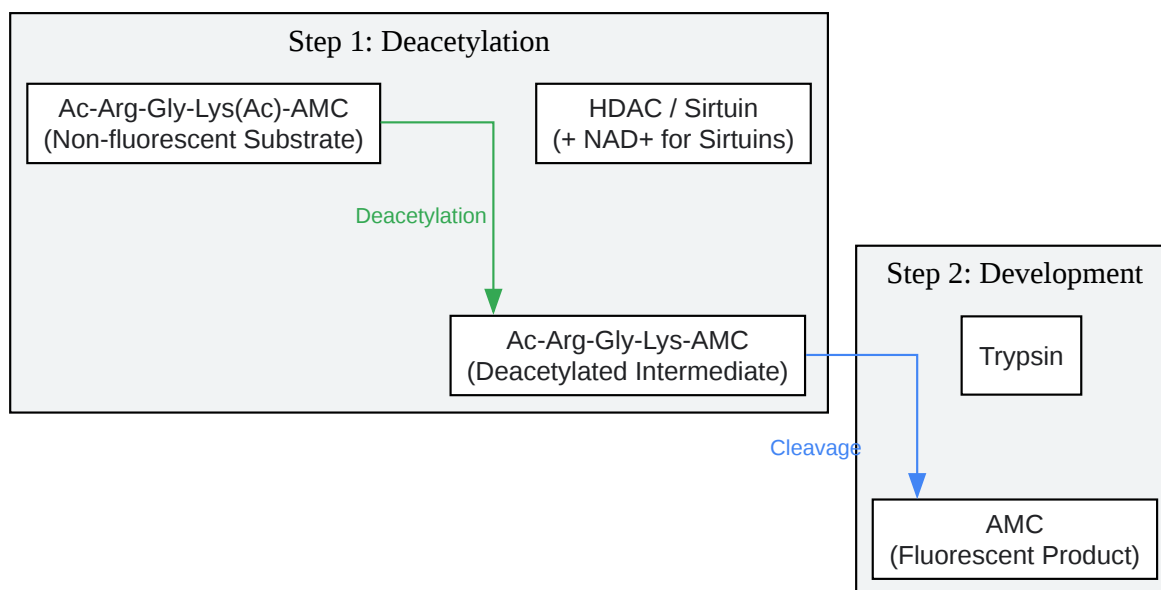 Step 1: Deacetylation
Ac-Arg-Gly-Lys(Ac)-AMC
(Non-fluorescent Substrate)
HDAC / Sirtuin
(+ NAD+ for Sirtuins)
Deacetylation
Ac-Arg-Gly-Lys-AMC
(Deacetylated Intermediate)
Step 2: Development
Trypsin
Cleavage
AMC
(Fluorescent Product)